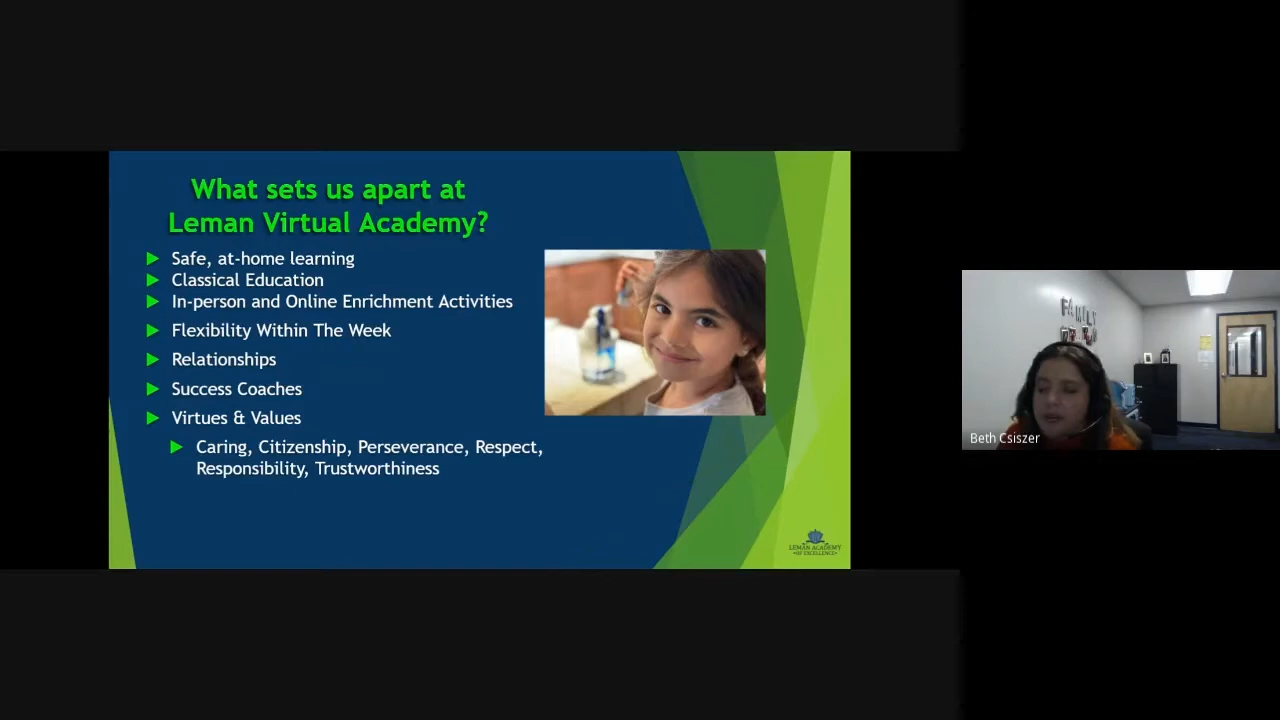 What sets us apart at
Leman Virtual Academy?
Safe, at-home learning
Classical Education
In-person and Online Enrichment Activities
Flexibility Within The Week
Relationships
Success Coaches
Virtues & Values
Caring, Citizenship, Perseverance, Respect,
Responsibility, Trustworthiness
LEMAN ACADEMY
OF EXCELLENCE
FAMILY
Beth Csiszer